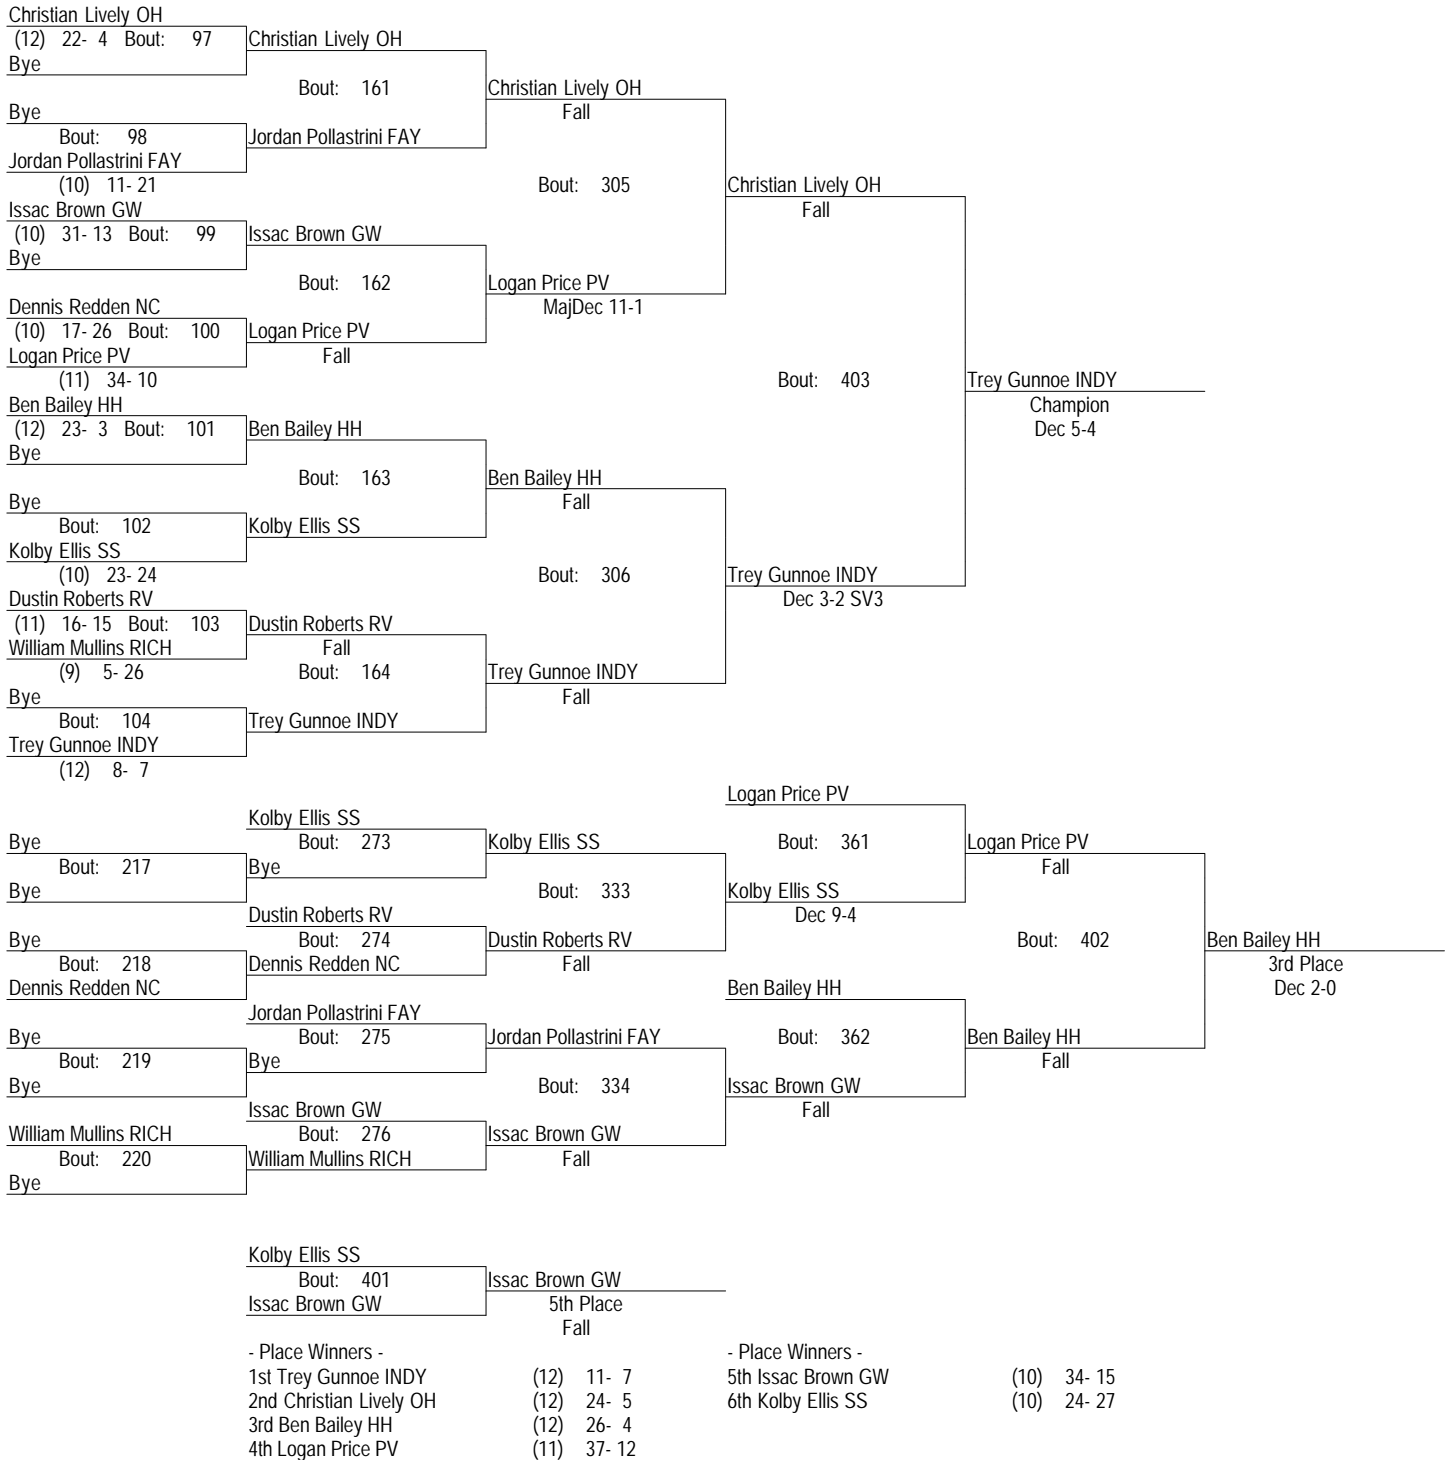 Christian Lively OH
(12) 22- 4 Bout: 97 Christian Lively OH
Bye
Bout: 161 Christian Lively OH
Bye Fall
Bout: 98 Jordan Pollastrini FAY
Jordan Pollastrini FAY
(10) 11- 21 Bout: 305 Christian Lively OH
Issac Brown GW Fall
(10) 31- 13 Bout: 99 Issac Brown GW
Bye
Bout: 162 Logan Price PV
Dennis Redden NC MajDec 11-1
(10) 17- 26 Bout: 100 Logan Price PV
Logan Price PV Fall
(11) 34- 10 Bout: 403 Trey Gunnoe INDY
Ben Bailey HH Champion
(12) 23- 3 Bout: 101 Ben Bailey HH Dec 5-4
Bye
Bout: 163 Ben Bailey HH
Bye Fall
Bout: 102 Kolby Ellis SS
Kolby Ellis SS
(10) 23- 24 Bout: 306 Trey Gunnoe INDY
Dustin Roberts RV Dec 3-2 SV3
(11) 16- 15 Bout: 103 Dustin Roberts RV
William Mullins RICH Fall
(9) 5- 26 Bout: 164 Trey Gunnoe INDY
Bye Fall
Bout: 104 Trey Gunnoe INDY
Trey Gunnoe INDY
(12) 8- 7
Logan Price PV
Kolby Ellis SS
Bye Bout: 273 Kolby Ellis SS Bout: 361 Logan Price PV
Bout: 217 Bye Fall
Bye Bout: 333 Kolby Ellis SS
Dustin Roberts RV Dec 9-4
Bye Bout: 274 Dustin Roberts RV Bout: 402 Ben Bailey HH
Bout: 218 Dennis Redden NC Fall 3rd Place
Dennis Redden NC Ben Bailey HH Dec 2-0
Jordan Pollastrini FAY
Bye Bout: 275 Jordan Pollastrini FAY Bout: 362 Ben Bailey HH
Bout: 219 Bye Fall
Bye Bout: 334 Issac Brown GW
Issac Brown GW Fall
William Mullins RICH Bout: 276 Issac Brown GW
Bout: 220 William Mullins RICH Fall
Bye
Kolby Ellis SS
Bout: 401 Issac Brown GW
Issac Brown GW 5th Place
Fall
- Place Winners - - Place Winners -
1st Trey Gunnoe INDY (12) 11- 7 5th Issac Brown GW (10) 34- 15
2nd Christian Lively OH (12) 24- 5 6th Kolby Ellis SS (10) 24- 27
3rd Ben Bailey HH (12) 26- 4
4th Logan Price PV (11) 37- 12